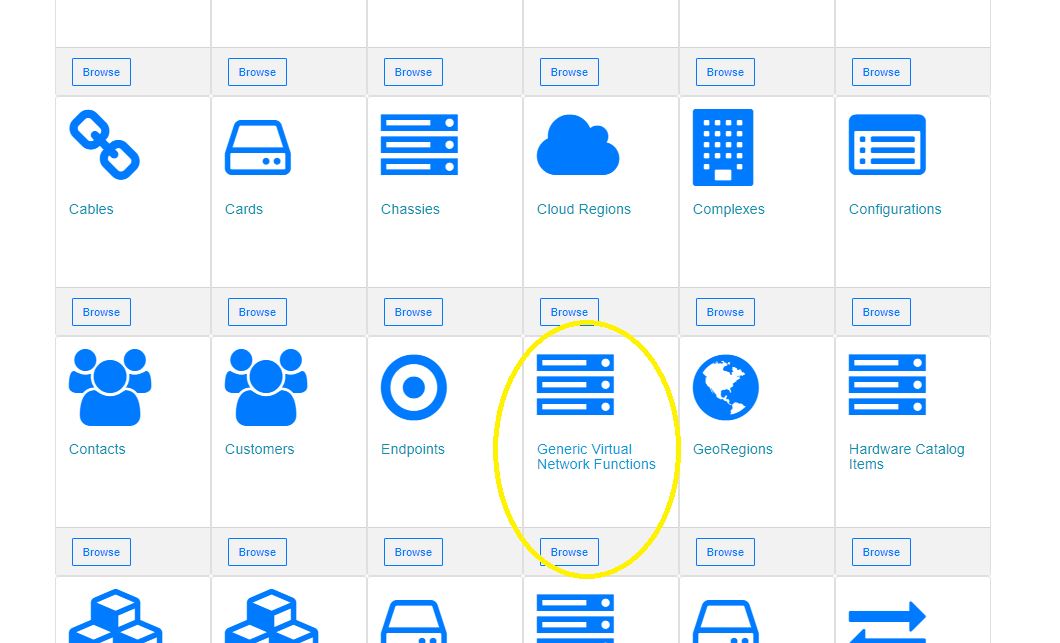 Browse Browse Browse Browse Browse Browse
Cables Cards Chassies Cloud Regions Complexes Configurations
Browse Browse Browse Browse Browse Browse
Contacts Customers Endpoints Generic Virtual GeoRegions Hardware Catalog
Network Functions Items
Browse Browse Browse Browse Browse Browse